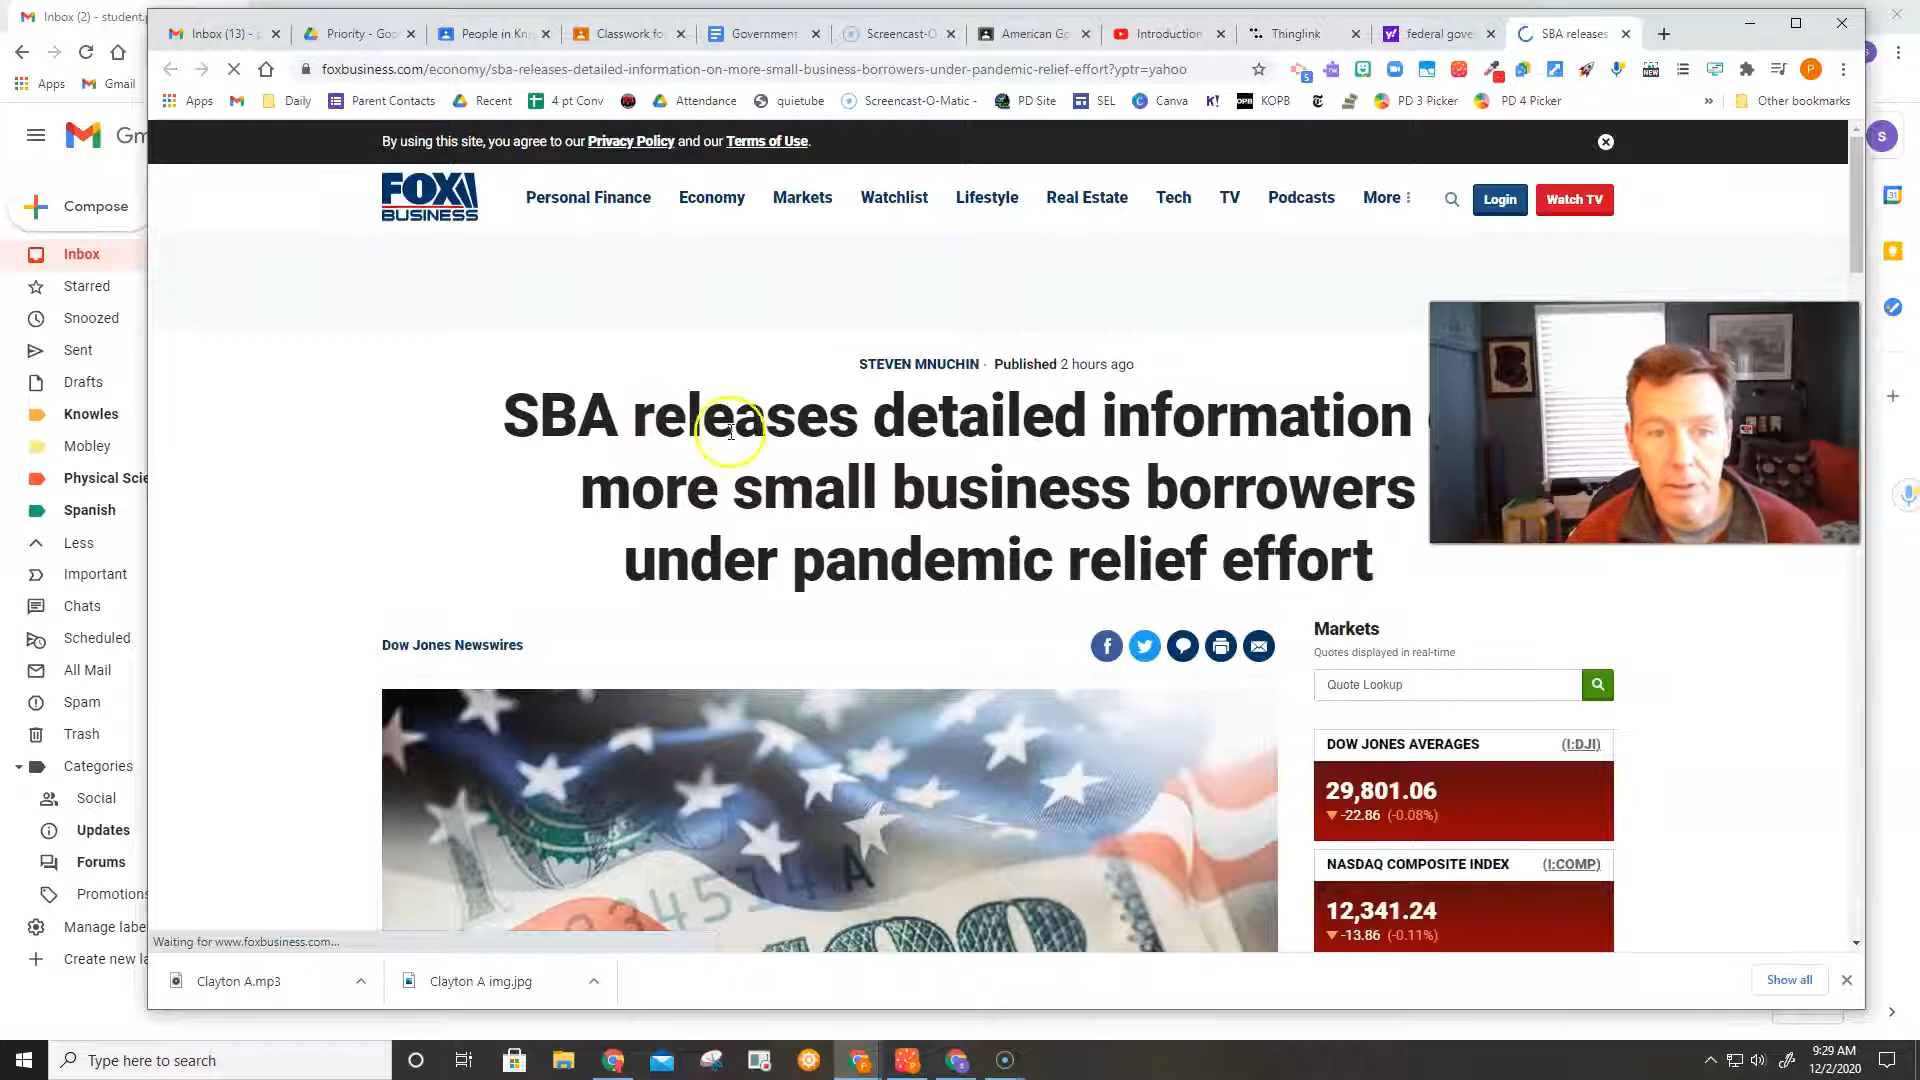 Inbox (2) - student.
Inbox (13) - p
Priority - Goo
People in Kn
Classwork fo
Government
Screencast-O
American Go
Introduction
Thinglink
federal gove
SBA releases
foxbusiness.com/economy/sba-releases-detailed-information-on-more-small-business-borrowers-under-pandemic-relief-effort?yptr=yahoo
Apps
Gmail
Apps
Daily
Parent Contacts
Recent
4 pt Conv
Attendance
quietube
Screencast-O-Matic -
PD Site
SEL
Canva
K!
OPB
KOPB
PD 3 Picker
PD 4 Picker
»
Other bookmarks
By using this site, you agree to our Privacy Policy and our Terms of Use.
Gm
Compose
Inbox
Starred
Snoozed
Sent
Drafts
Knowles
Mobley
Physical Scie
Spanish
Less
Important
Chats
Scheduled
All Mail
Spam
Trash
Categories
Social
Updates
Forums
Promotions
Manage labe
Create new la
FOX
BUSINESS
Personal Finance
Economy
Markets
Watchlist
Lifestyle
Real Estate
Tech
TV
Podcasts
More
Login
Watch TV
STEVEN MNUCHIN · Published 2 hours ago
SBA releases detailed information
more small business borrowers
under pandemic relief effort
Dow Jones Newswires
Markets
Quotes displayed in real-time
Quote Lookup
DOW JONES AVERAGES (I:DJI)
29,801.06
-22.86 (-0.08%)
NASDAQ COMPOSITE INDEX (I:COMP)
12,341.24
-13.86 (-0.11%)
Waiting for www.foxbusiness.com...
Clayton A.mp3
Clayton A img.jpg
Show all
Type here to search
9:29 AM
12/2/2020
S
P
31